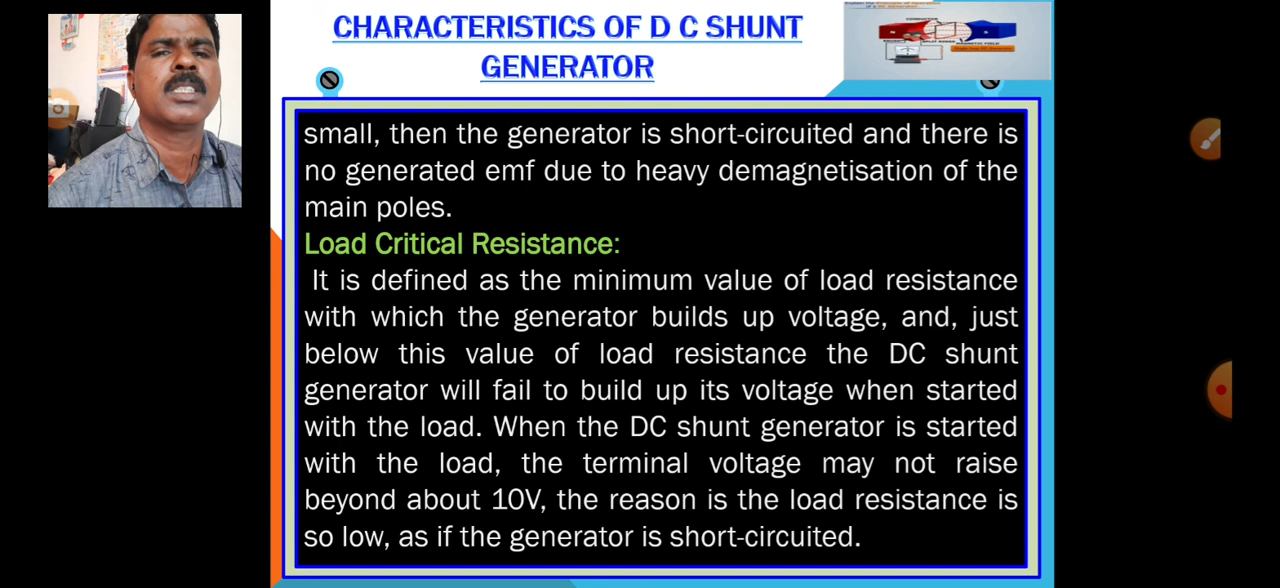 CHARACTERISTICS OF D C SHUNT
GENERATOR
CONDUCTOR
MAGNETIC FIELD
small, then the generator is short-circuited and there is
no generated emf due to heavy demagnetisation of the
main poles.
Load Critical Resistance:
It is defined as the minimum value of load resistance
with which the generator builds up voltage, and, just
below this value of load resistance the DC shunt
generator will fail to build up its voltage when started
with the load. When the DC shunt generator is started
with the load, the terminal voltage may not raise
beyond about 10V, the reason is the load resistance is
so low, as if the generator is short-circuited.